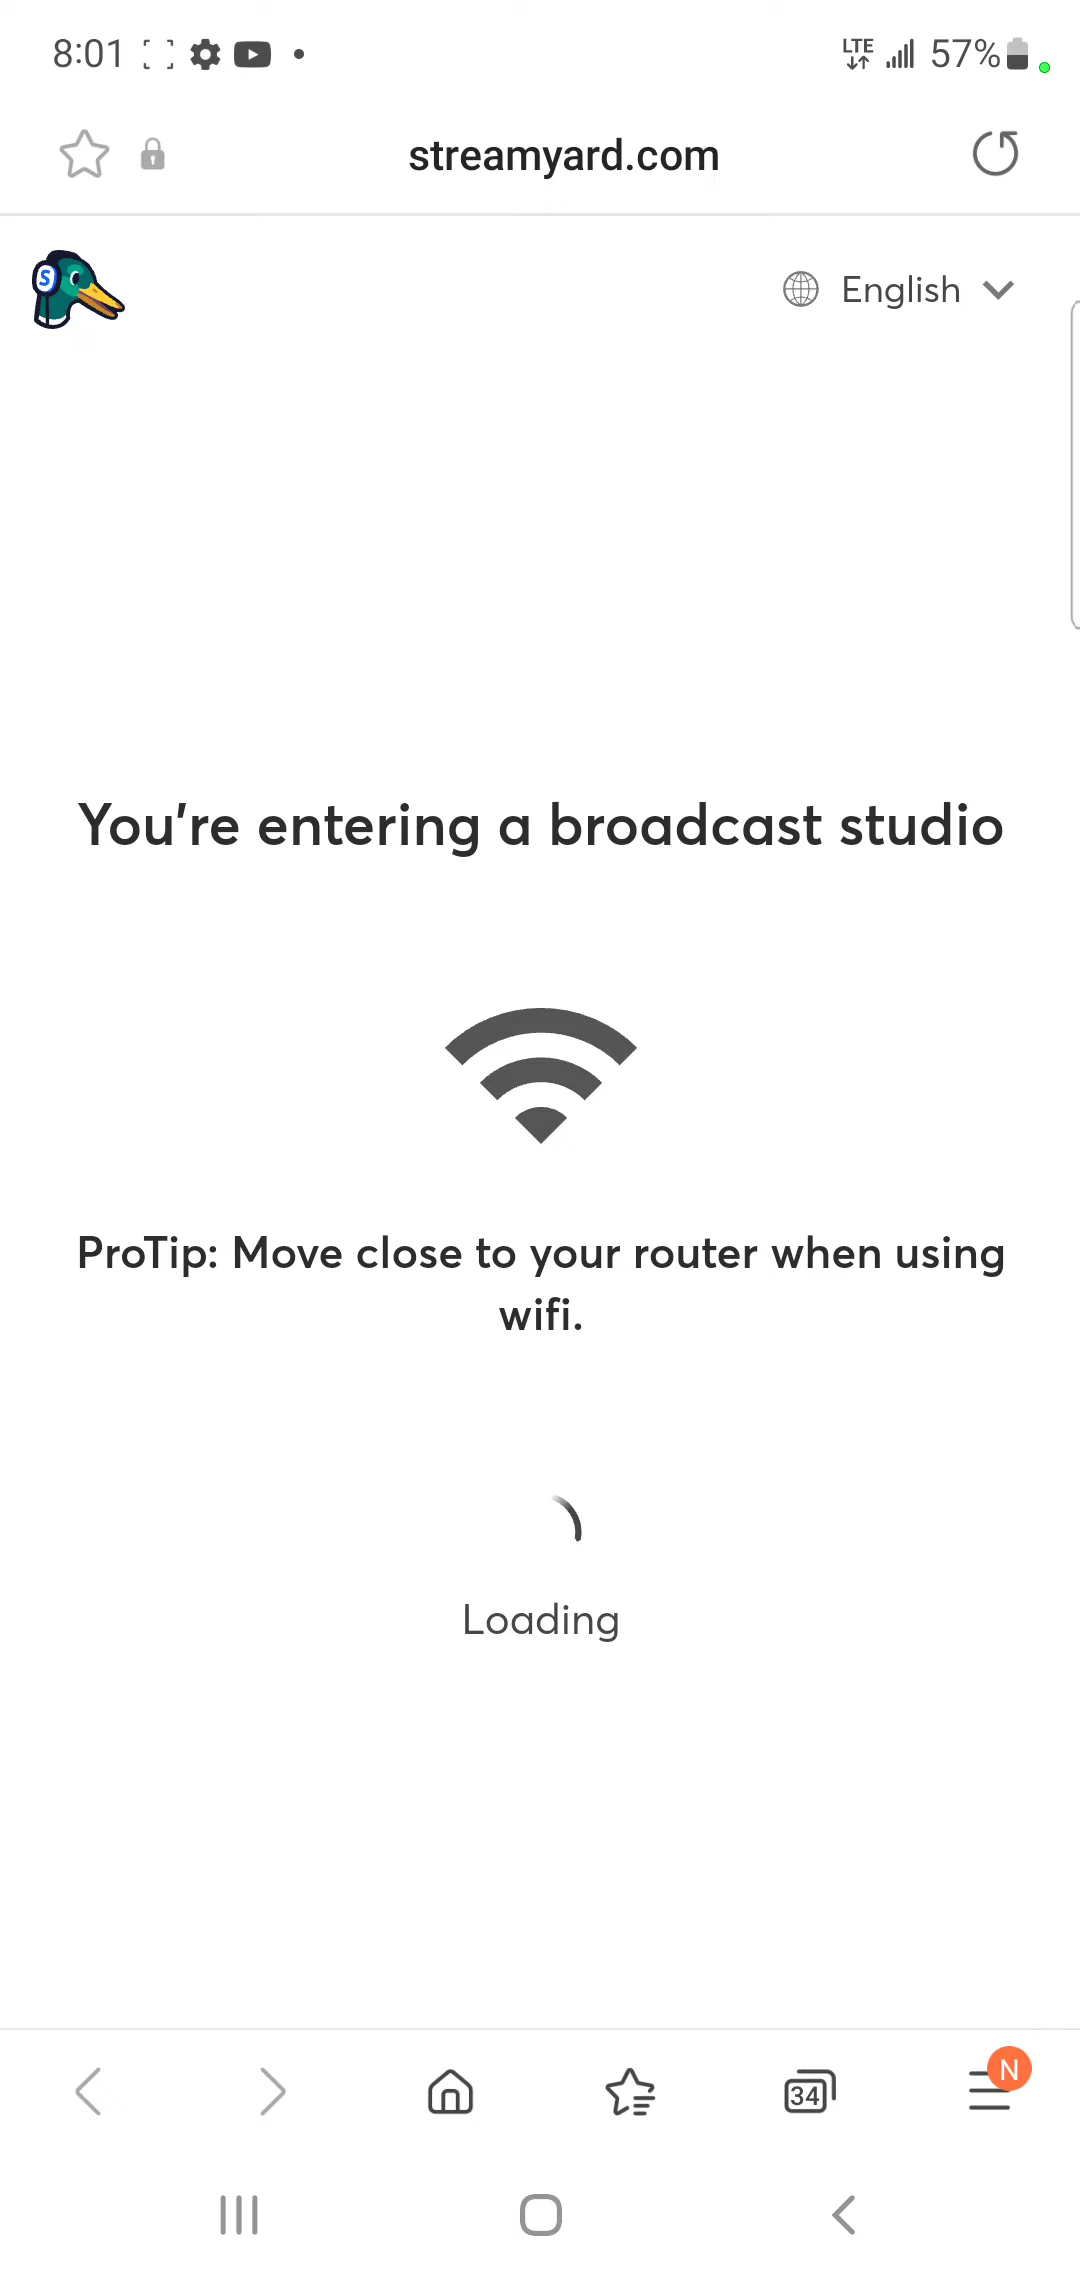 8:01
LTE 57%
streamyard.com
S
English
You're entering a broadcast studio
ProTip: Move close to your router when using
wifi.
Loading
34
N